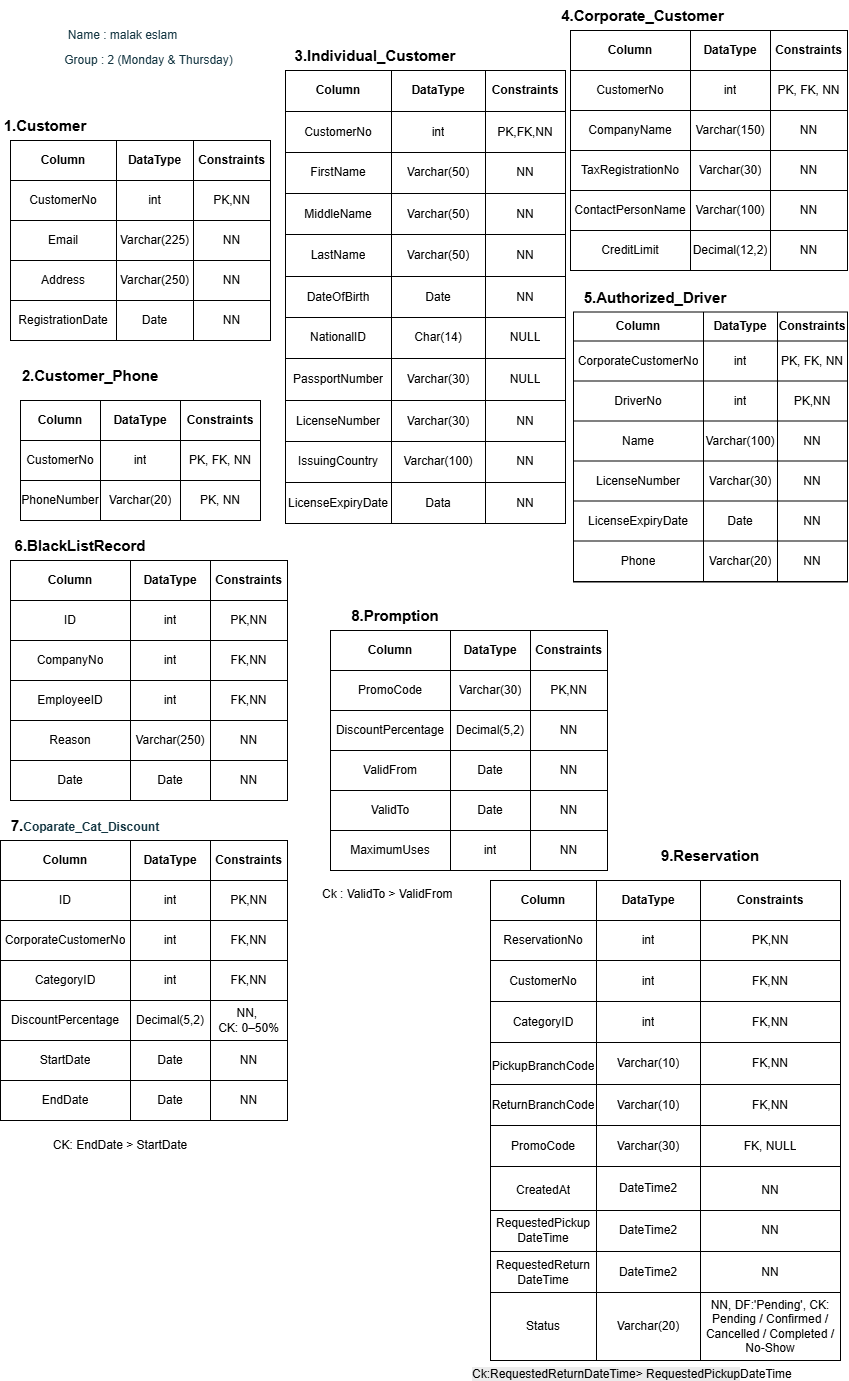 Name : malak eslam
Group : 2 (Monday & Thursday)
1.Customer
Column DataType Constraints
CustomerNo int PK,NN
Email Varchar(225) NN
Address Varchar(250) NN
RegistrationDate Date NN
2.Customer_Phone
Column DataType Constraints
CustomerNo int PK, FK, NN
PhoneNumber Varchar(20) PK, NN
3.Individual_Customer
Column DataType Constraints
CustomerNo int PK,FK,NN
FirstName Varchar(50) NN
MiddleName Varchar(50) NN
LastName Varchar(50) NN
DateOfBirth Date NN
NationalID Char(14) NULL
PassportNumber Varchar(30) NULL
LicenseNumber Varchar(30) NN
IssuingCountry Varchar(100) NN
LicenseExpiryDate Data NN
4.Corporate_Customer
Column DataType Constraints
CustomerNo int PK, FK, NN
CompanyName Varchar(150) NN
TaxRegistrationNo Varchar(30) NN
ContactPersonName Varchar(100) NN
CreditLimit Decimal(12,2) NN
5.Authorized_Driver
Column DataType Constraints
CorporateCustomerNo int PK, FK, NN
DriverNo int PK,NN
Name Varchar(100) NN
LicenseNumber Varchar(30) NN
LicenseExpiryDate Date NN
Phone Varchar(20) NN
6.BlackListRecord
Column DataType Constraints
ID int PK,NN
CompanyNo int FK,NN
EmployeeID int FK,NN
Reason Varchar(250) NN
Date Date NN
7.Coparate_Cat_Discount
Column DataType Constraints
ID int PK,NN
CorporateCustomerNo int FK,NN
CategoryID int FK,NN
DiscountPercentage Decimal(5,2) NN,
CK: 0–50%
StartDate Date NN
EndDate Date NN
CK: EndDate > StartDate
8.Promption
Column DataType Constraints
PromoCode Varchar(30) PK,NN
DiscountPercentage Decimal(5,2) NN
ValidFrom Date NN
ValidTo Date NN
MaximumUses int NN
Ck : ValidTo > ValidFrom
9.Reservation
Column DataType Constraints
ReservationNo int PK,NN
CustomerNo int FK,NN
CategoryID int FK,NN
PickupBranchCode Varchar(10) FK,NN
ReturnBranchCode Varchar(10) FK,NN
PromoCode Varchar(30) FK, NULL
CreatedAt DateTime2 NN
RequestedPickup
DateTime DateTime2 NN
RequestedReturn
DateTime DateTime2 NN
Status Varchar(20) NN, DF:'Pending', CK:
Pending / Confirmed /
Cancelled / Completed /
No-Show
Ck:RequestedReturnDateTime> RequestedPickupDateTime